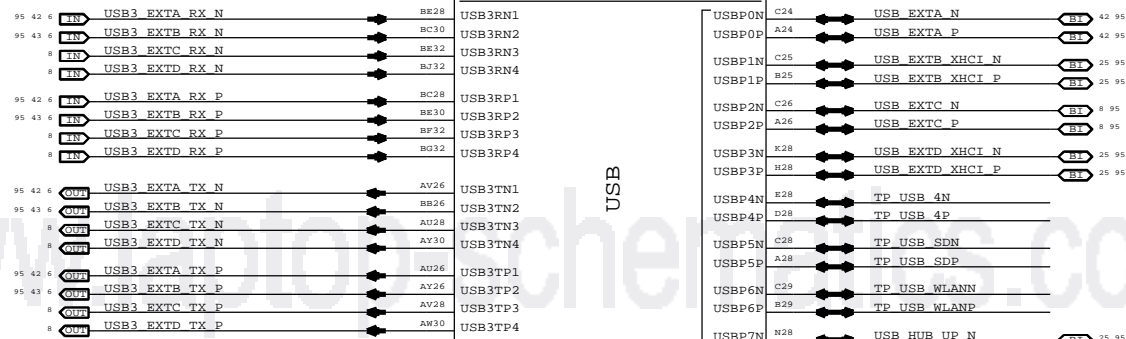 95 42 6 IN USB3_EXTA_RX_N BE28 USB3RN1 USBP0N C24 USB_EXTA_N BI 42 95
95 43 6 IN USB3_EXTB_RX_N BC30 USB3RN2 USBP0P A24 USB_EXTA_P BI 42 95
8 IN USB3_EXTC_RX_N BE32 USB3RN3 USBP1N C25 USB_EXTB_XHCI_N BI 25 95
8 IN USB3_EXTD_RX_N BJ32 USB3RN4 USBP1P B25 USB_EXTB_XHCI_P BI 25 95
95 42 6 IN USB3_EXTA_RX_P BC28 USB3RP1 USBP2N C26 USB_EXTC_N BI 8 95
95 43 6 IN USB3_EXTB_RX_P BE30 USB3RP2 USBP2P A26 USB_EXTC_P BI 8 95
8 IN USB3_EXTC_RX_P BF32 USB3RP3
8 IN USB3_EXTD_RX_P BG32 USB3RP4 USBP3N K28 USB_EXTD_XHCI_N BI 25 95
USBP3P H28 USB_EXTD_XHCI_P BI 25 95
USB
95 42 6 OUT USB3_EXTA_TX_N AV26 USB3TN1 USBP4N E28 TP_USB_4N
95 43 6 OUT USB3_EXTB_TX_N BB26 USB3TN2 USBP4P D28 TP_USB_4P
8 OUT USB3_EXTC_TX_N AU28 USB3TN3
8 OUT USB3_EXTD_TX_N AY30 USB3TN4 USBP5N C28 TP_USB_SDN
USBP5P A28 TP_USB_SDP
95 42 6 OUT USB3_EXTA_TX_P AU26 USB3TP1
95 43 6 OUT USB3_EXTB_TX_P AY26 USB3TP2 USBP6N C29 TP_USB_WLANN
8 OUT USB3_EXTC_TX_P AV28 USB3TP3 USBP6P B29 TP_USB_WLANP
8 OUT USB3_EXTD_TX_P AW30 USB3TP4
USBP7N N28 USB_HUB_UP_N BI 25 95
www.laptop-schematics.co